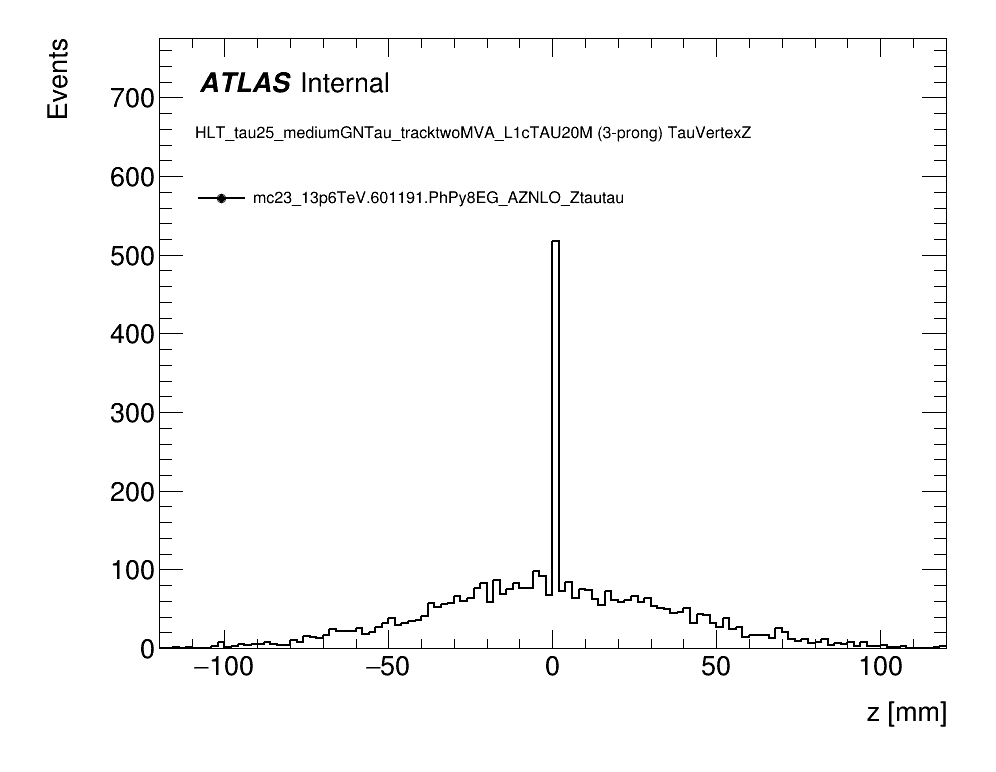 Events
ATLAS Internal
HLT_tau25_mediumGNTau_tracktwoMVA_L1cTAU20M (3-prong) TauVertexZ
mc23_13p6TeV.601191.PhPy8EG_AZNLO_Ztautau
700
600
500
400
300
200
100
0
−100 −50 0 50 100
z [mm]